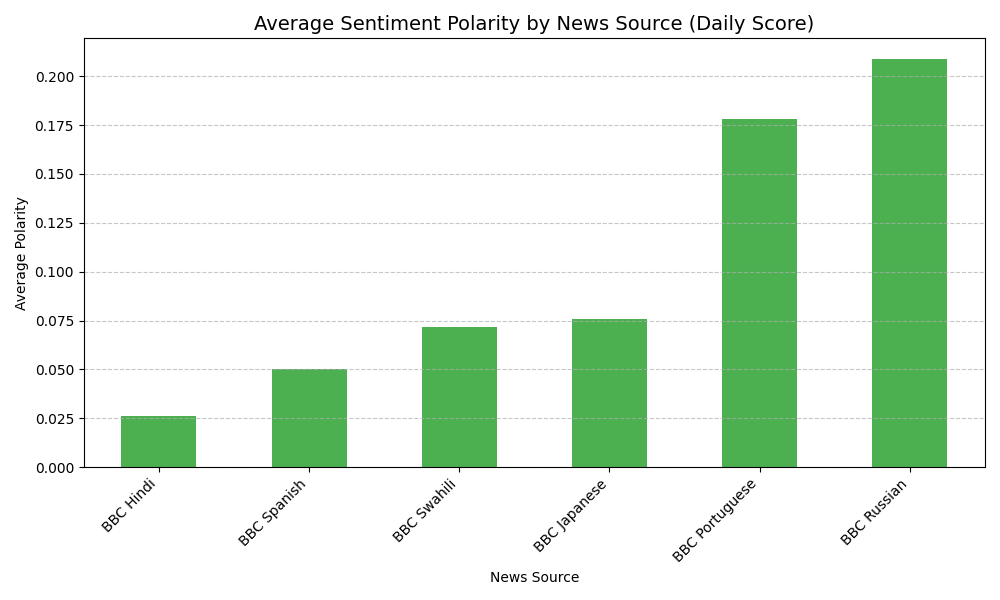 Average Sentiment Polarity by News Source (Daily Score)
Average Polarity
0.200
0.175
0.150
0.125
0.100
0.075
0.050
0.025
0.000
BBC Hindi
BBC Spanish
BBC Swahili
BBC Japanese
BBC Portuguese
BBC Russian
News Source